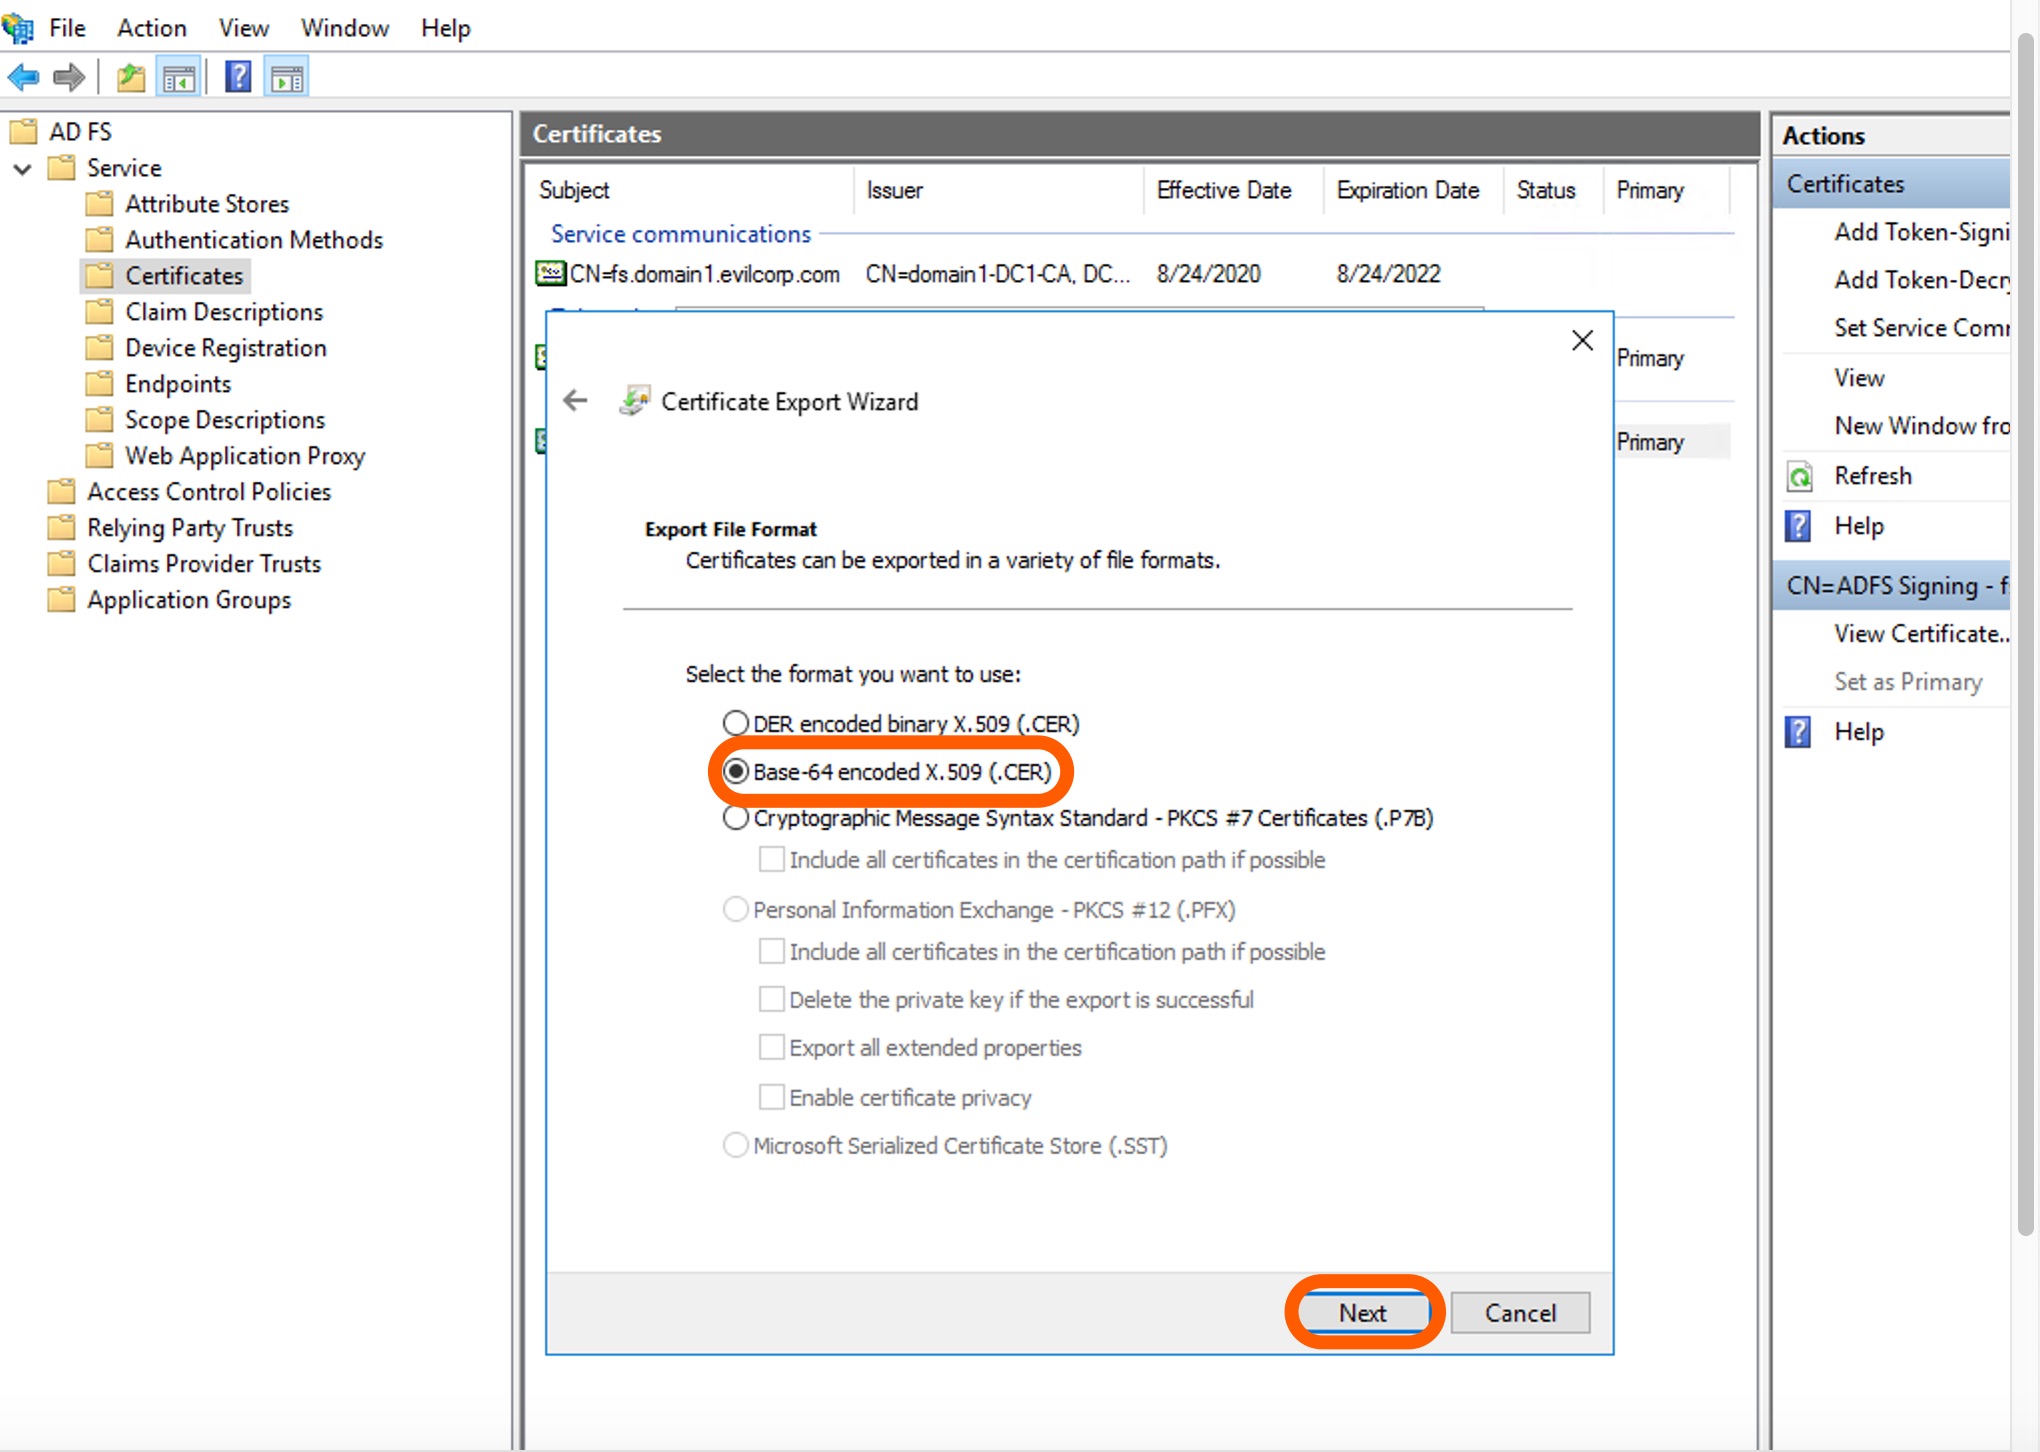 File Action View Window Help
AD FS
Service
Attribute Stores
Authentication Methods
Certificates
Claim Descriptions
Device Registration
Endpoints
Scope Descriptions
Web Application Proxy
Access Control Policies
Relying Party Trusts
Claims Provider Trusts
Application Groups
Certificates
Subject Issuer Effective Date Expiration Date Status Primary
Service communications
CN=fs.domain1.evilcorp.com CN=domain1-DC1-CA, DC... 8/24/2020 8/24/2022
Primary
Primary
Certificate Export Wizard
Export File Format
Certificates can be exported in a variety of file formats.
Select the format you want to use:
DER encoded binary X.509 (.CER)
Base-64 encoded X.509 (.CER)
Cryptographic Message Syntax Standard - PKCS #7 Certificates (.P7B)
Include all certificates in the certification path if possible
Personal Information Exchange - PKCS #12 (.PFX)
Include all certificates in the certification path if possible
Delete the private key if the export is successful
Export all extended properties
Enable certificate privacy
Microsoft Serialized Certificate Store (.SST)
Next Cancel
Actions
Certificates
Add Token-Signi
Add Token-Decry
Set Service Com
View
New Window fro
Refresh
Help
CN=ADFS Signing - f
View Certificate..
Set as Primary
Help